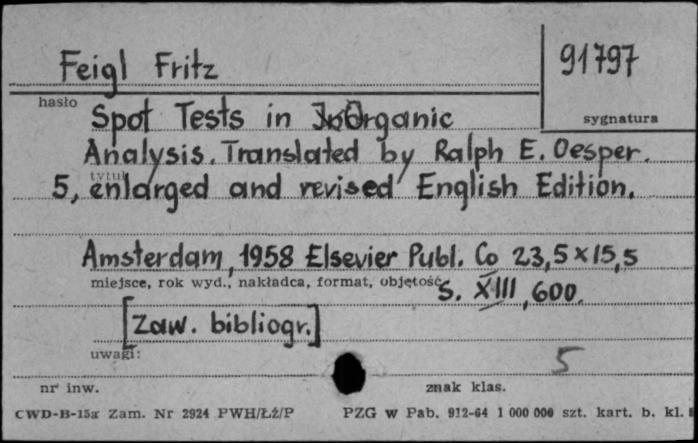 Feigl Fritz
91797
hasło
sygnatura
Spot Tests in Inorganic
Analysis. Translated by Ralph E. Oesper.
tytuł
5, enlarged and revised English Edition.
Amsterdam, 1958 Elsevier Publ. Co 23,5x15,5
miejsce, rok wyd., nakładca, format, objętość
s. XIII, 600.
[Zaw. bibliogr.]
uwagi:
5
nr inw.
znak klas.
CWD-B-15a Zam. Nr 2924 PWH/Łź/P PZG w Pab. 912-64 1 000 000 szt. kart. b. kl.